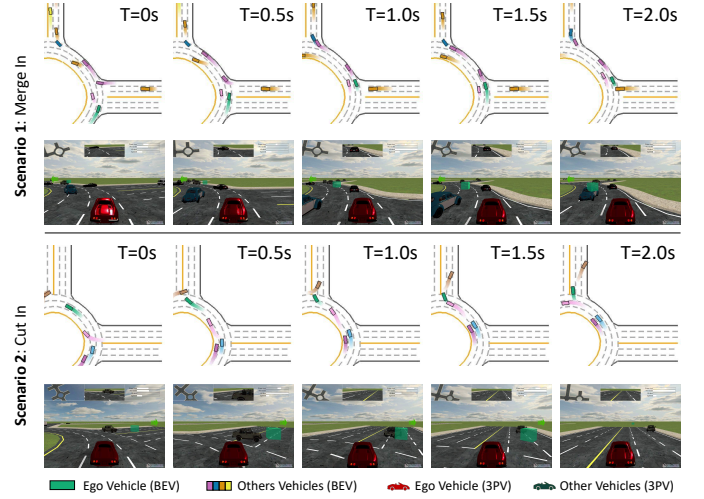 T=0s
T=0.5s
T=1.0s
T=1.5s
T=2.0s
Scenario 1: Merge In
T=0s
T=0.5s
T=1.0s
T=1.5s
T=2.0s
Scenario 2: Cut In
Ego Vehicle (BEV)
Others Vehicles (BEV)
Ego Vehicle (3PV)
Other Vehicles (3PV)